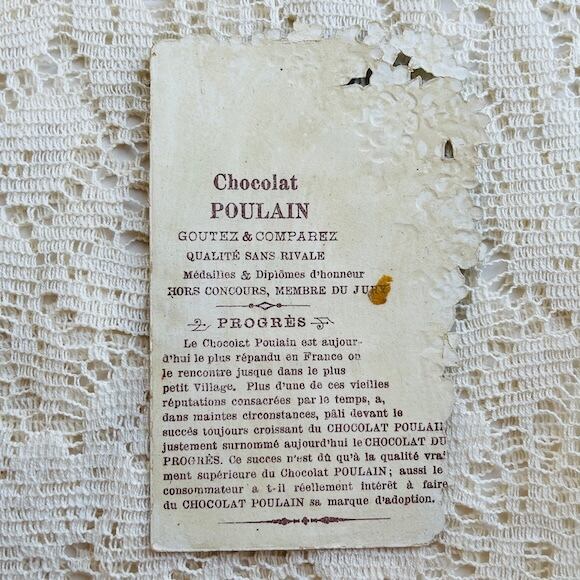 Chocolat
POULAIN
GOUTEZ & COMPAREZ
QUALITÉ SANS RIVALE
Médailles & Diplômes d'honneur
HORS CONCOURS, MEMBRE DU JURY
PROGRÈS
Le Chocolat Poulain est aujour-
d'hui le plus répandu en France on
le rencontre jusque dans le plus
petit Village. Plus d'une de ces vieilles
réputations consacrées par le temps, a,
dans maintes circonstances, pâli devant le
succès toujours croissant du CHOCOLAT POULAIN,
justement surnommé aujourd'hui le CHOCOLAT DU
PROGRÈS. Ce succes n'est dû qu'à la qualité vrai
ment supérieure du Chocolat POULAIN; aussi le
consommateur a t-il réellement intérêt à faire
du CHOCOLAT POULAIN sa marque d'adoption.